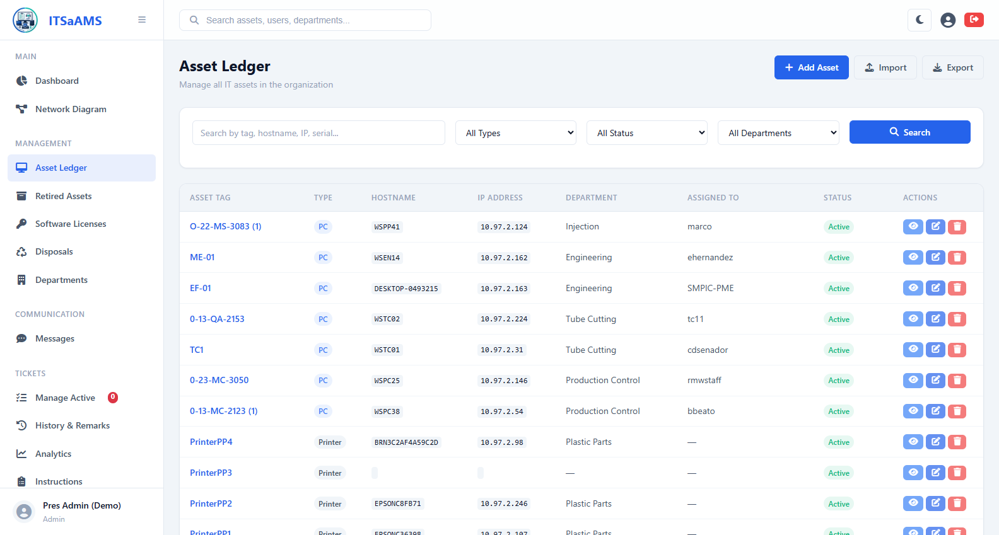 ITSaAMS
Search assets, users, departments...
MAIN
Dashboard
Network Diagram
MANAGEMENT
Asset Ledger
Retired Assets
Software Licenses
Disposals
Departments
COMMUNICATION
Messages
TICKETS
Manage Active 0
History & Remarks
Analytics
Instructions
Pres Admin (Demo)
Admin
Asset Ledger
Manage all IT assets in the organization
Add Asset
Import
Export
Search by tag, hostname, IP, serial...
All Types
All Status
All Departments
Search
ASSET TAG TYPE HOSTNAME IP ADDRESS DEPARTMENT ASSIGNED TO STATUS ACTIONS
O-22-MS-3083 (1) PC WSPP41 10.97.2.124 Injection marco Active
ME-01 PC WSEN14 10.97.2.162 Engineering ehernandez Active
EF-01 PC DESKTOP-0493215 10.97.2.163 Engineering SMPIC-PME Active
0-13-QA-2153 PC WSTC02 10.97.2.224 Tube Cutting tc11 Active
TC1 PC WSTC01 10.97.2.31 Tube Cutting cdsenador Active
0-23-MC-3050 PC WSPC25 10.97.2.146 Production Control rmwstaff Active
0-13-MC-2123 (1) PC WSPC38 10.97.2.54 Production Control bbeato Active
PrinterPP4 Printer BRN3C2AF4A59C2D 10.97.2.98 Plastic Parts — Active
PrinterPP3 Printer — — Active
PrinterPP2 Printer EPSONC8FB71 10.97.2.246 Plastic Parts — Active
PrinterPP1 Printer EPSONC36398 10.97.2.107 Plastic Parts — Active